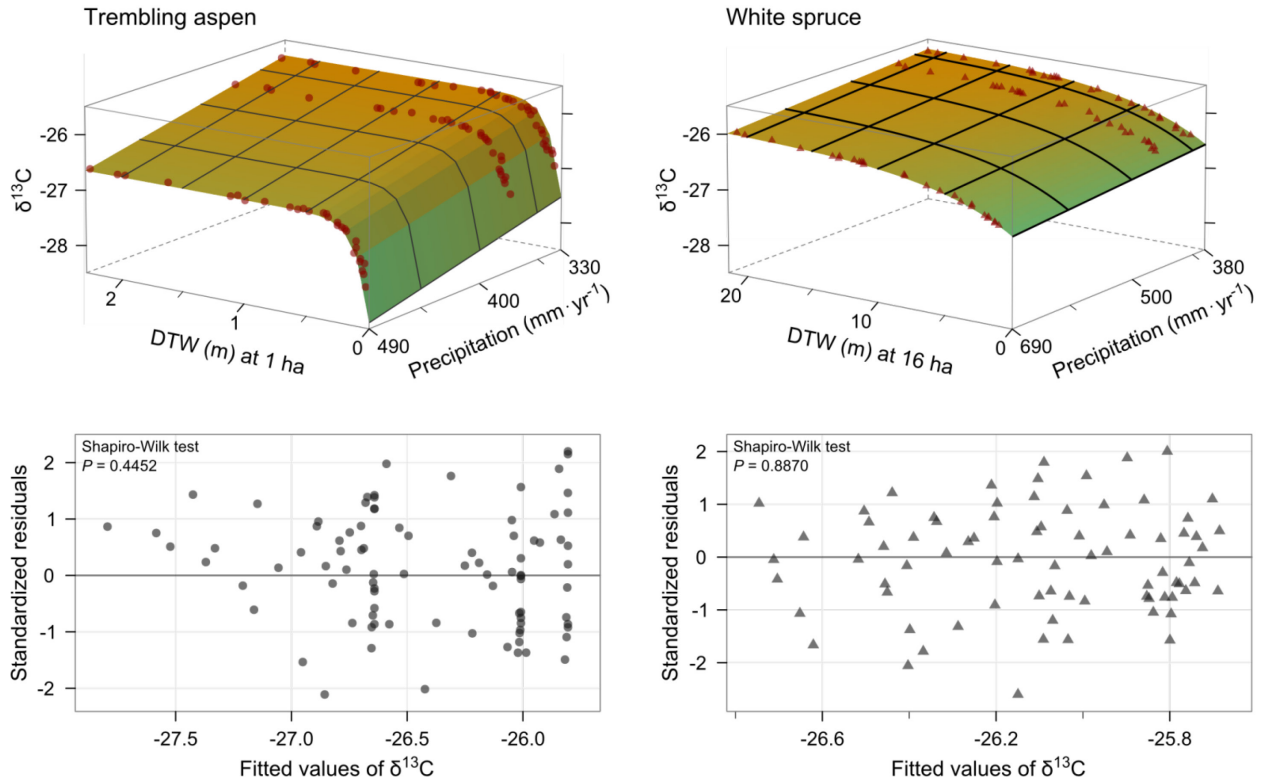 Trembling aspen
White spruce
δ¹³C
-26
-27
-28
2
1
0
DTW (m) at 1 ha
490
400
330
Precipitation (mm·yr⁻¹)
δ¹³C
-26
-27
-28
20
10
0
DTW (m) at 16 ha
690
500
380
Precipitation (mm·yr⁻¹)
Shapiro-Wilk test
P = 0.4452
Standardized residuals
2
1
0
-1
-2
-27.5 -27.0 -26.5 -26.0
Fitted values of δ¹³C
Shapiro-Wilk test
P = 0.8870
Standardized residuals
2
1
0
-1
-2
-26.6 -26.2 -25.8
Fitted values of δ¹³C